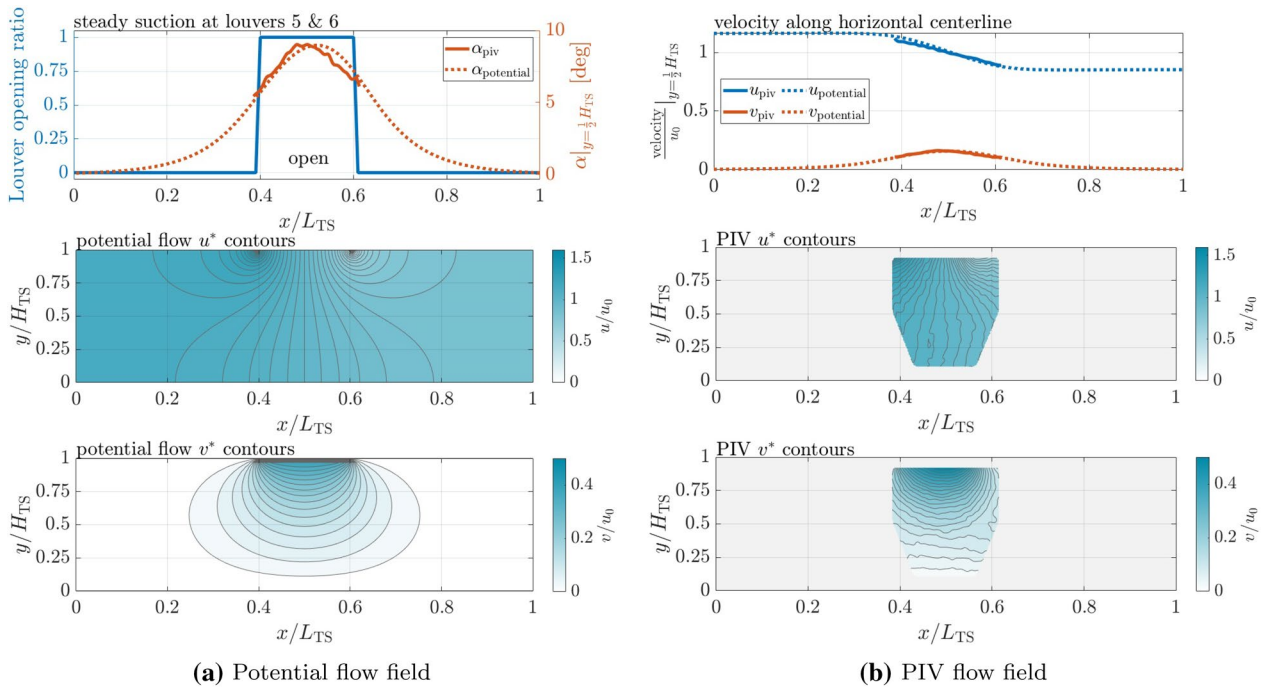 steady suction at louvers 5 & 6
Louver opening ratio
1
0.75
0.5
0.25
0
α_piv
α_potential
open
10
5
0
α|_{y=\frac{1}{2}H_TS} [deg]
0 0.2 0.4 0.6 0.8 1
x/L_TS
velocity along horizontal centerline
\frac{velocity}{u_0}|_{y=\frac{1}{2}H_TS}
1
0.5
0
u_piv u_potential
v_piv v_potential
0 0.2 0.4 0.6 0.8 1
x/L_TS
potential flow u* contours
y/H_TS
1
0.75
0.5
0.25
0
0 0.2 0.4 0.6 0.8 1
x/L_TS
1.5
1
0.5
0
u/u_0
PIV u* contours
y/H_TS
1
0.75
0.5
0.25
0
0 0.2 0.4 0.6 0.8 1
x/L_TS
1.5
1
0.5
0
u/u_0
potential flow v* contours
y/H_TS
1
0.75
0.5
0.25
0
0 0.2 0.4 0.6 0.8 1
x/L_TS
0.4
0.2
0
v/u_0
PIV v* contours
y/H_TS
1
0.75
0.5
0.25
0
0 0.2 0.4 0.6 0.8 1
x/L_TS
0.4
0.2
0
v/u_0
(a) Potential flow field
(b) PIV flow field